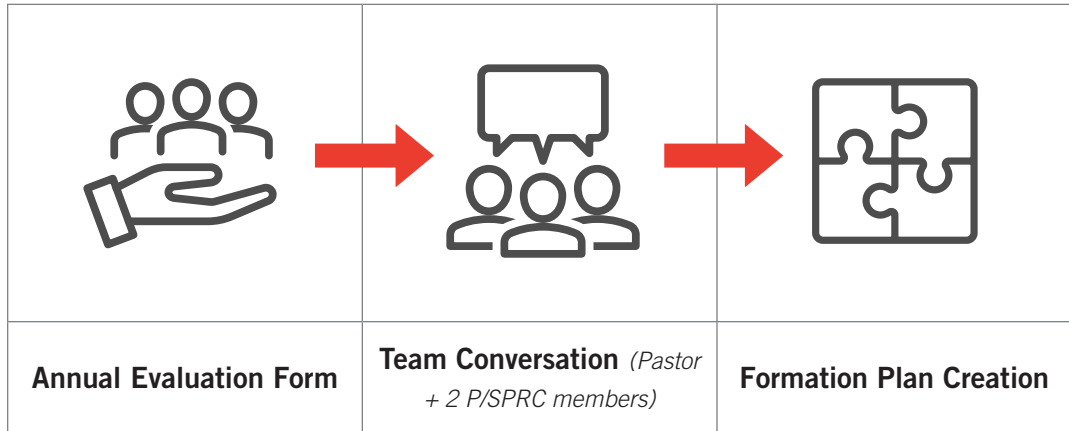 Annual Evaluation Form
Team Conversation (Pastor
+ 2 P/SPRC members)
Formation Plan Creation